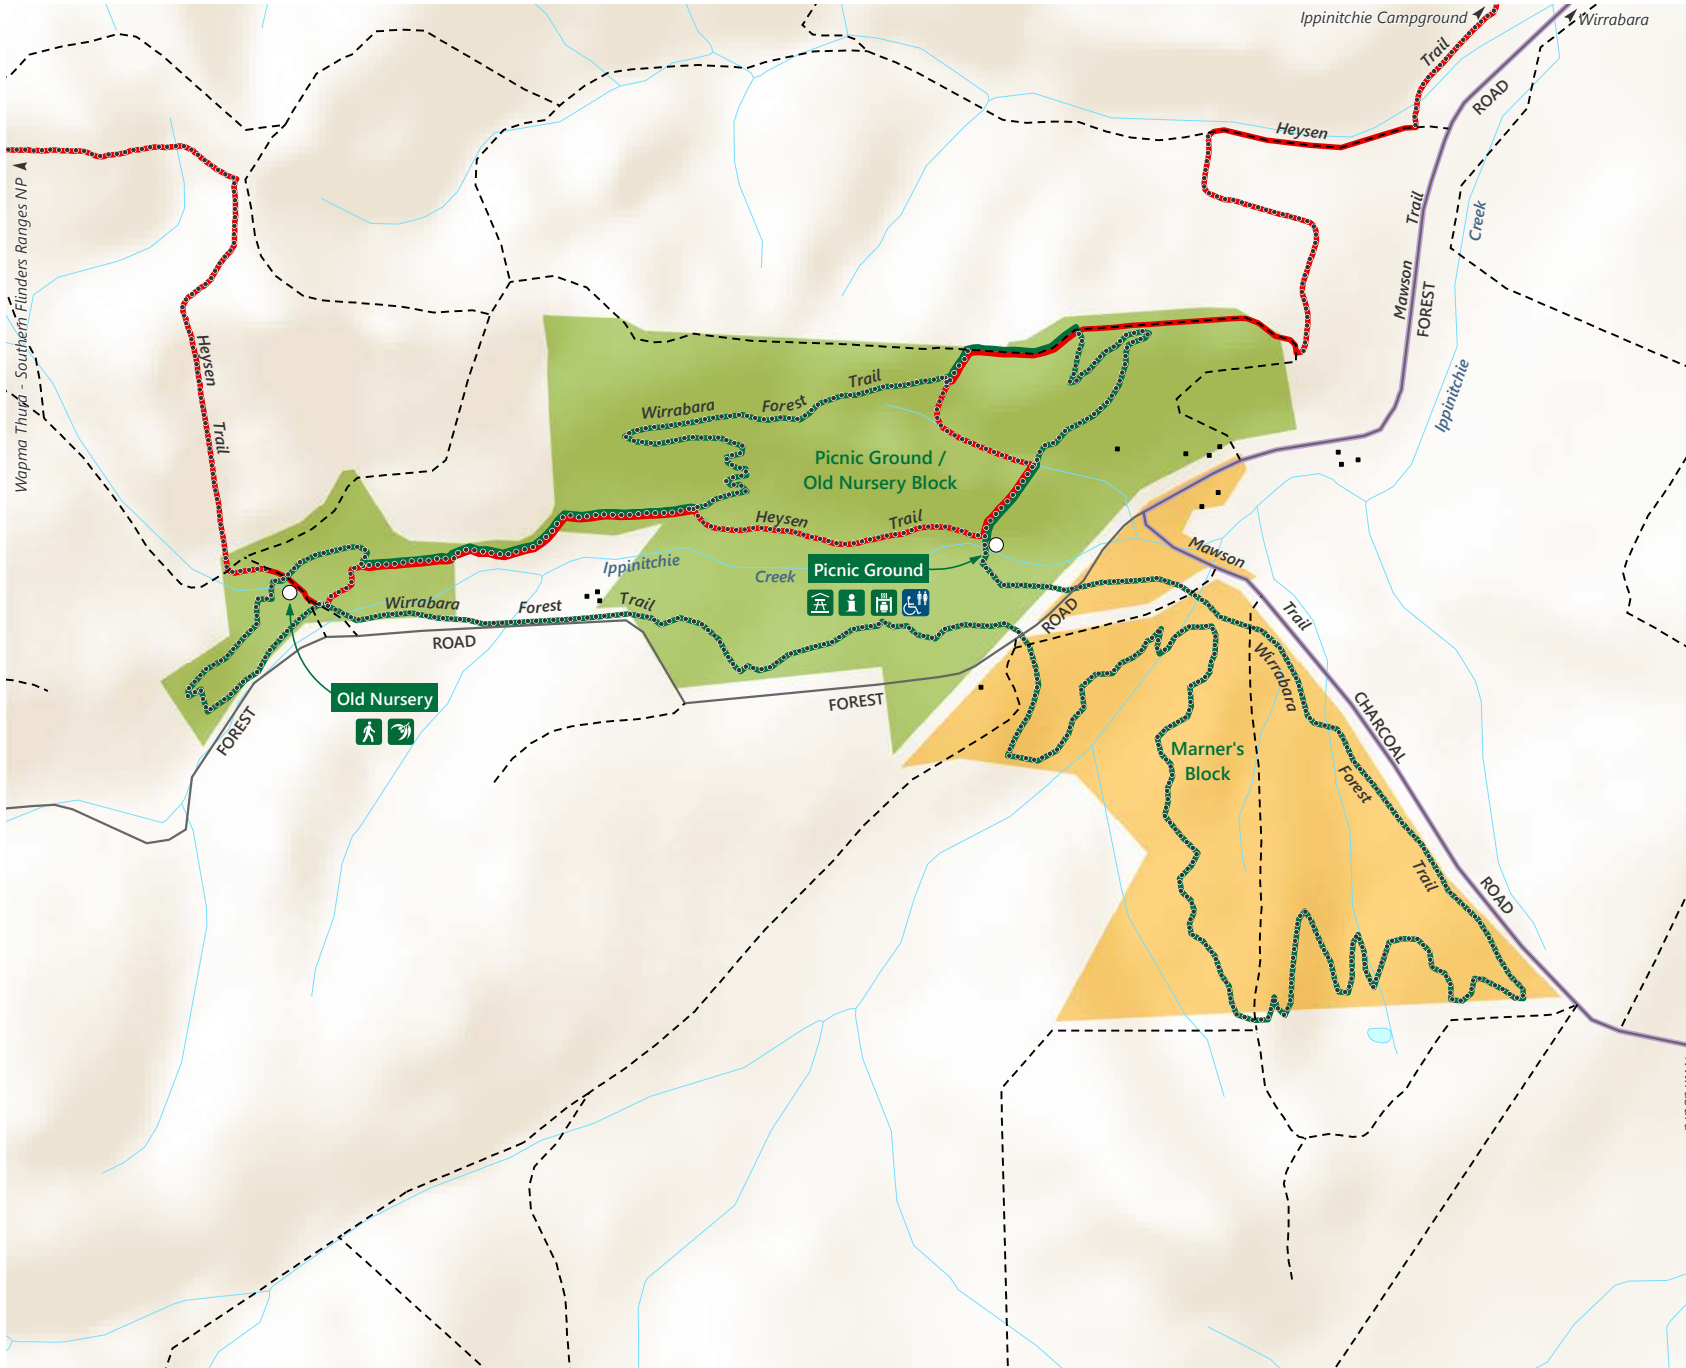 Ippinitchie Campground
Wirrabara
Trail
ROAD
Heysen
Wapma Thura - Southern Flinders Ranges NP
Trail
Creek
Mawson
FOREST
Heysen
Trail
Ippinitchie
Trail
Forest
Wirrabara
Picnic Ground /
Old Nursery Block
Heysen
Trail
Mawson
Ippinitchie
Creek
Picnic Ground
Wirrabara
Forest
Trail
ROAD
Trail
ROAD
Wirrabara
Old Nursery
FOREST
FOREST
CHARCOAL
Marner's
Block
Forest
Trail
ROAD